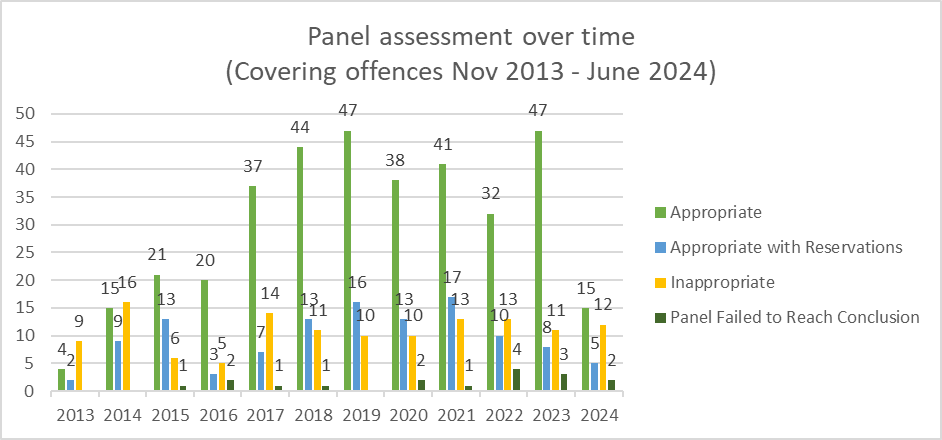 Panel assessment over time
(Covering offences Nov 2013 - June 2024)
50
45
40
35
30
25
20
15
10
5
0
4 2 9
15 9 16
21 13 6 1
20 3 5 2
37 7 14 1
44 13 11 1
47 16 10
38 13 10 2
41 17 13 1
32 10 13 4
47 8 11 3
15 5 12 2
2013 2014 2015 2016 2017 2018 2019 2020 2021 2022 2023 2024
Appropriate
Appropriate with Reservations
Inappropriate
Panel Failed to Reach Conclusion